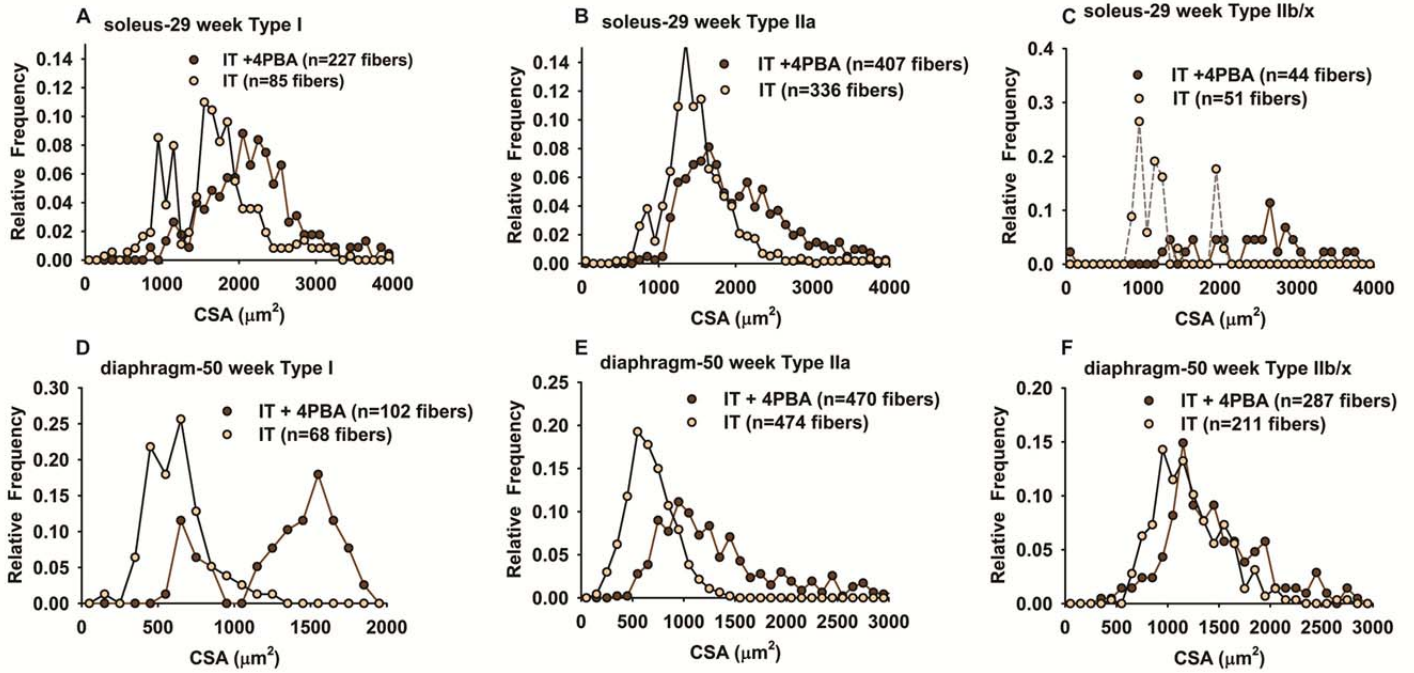 A soleus-29 week Type I
IT +4PBA (n=227 fibers)
IT (n=85 fibers)
Relative Frequency
0.14
0.12
0.10
0.08
0.06
0.04
0.02
0.00
1000 2000 3000 4000
CSA (μm²)
B soleus-29 week Type IIa
IT +4PBA (n=407 fibers)
IT (n=336 fibers)
Relative Frequency
0.14
0.12
0.10
0.08
0.06
0.04
0.02
0.00
0 1000 2000 3000 4000
CSA (μm²)
C soleus-29 week Type IIb/x
IT +4PBA (n=44 fibers)
IT (n=51 fibers)
Relative Frequency
0.4
0.3
0.2
0.1
0.0
0 1000 2000 3000 4000
CSA (μm²)
D
diaphragm-50 week Type I
IT + 4PBA (n=102 fibers)
IT (n=68 fibers)
Relative Frequency
0.30
0.25
0.20
0.15
0.10
0.05
0.00
0 500 1000 1500 2000
CSA (μm²)
E
diaphragm-50 week Type IIa
IT + 4PBA (n=470 fibers)
IT (n=474 fibers)
Relative Frequency
0.25
0.20
0.15
0.10
0.05
0.00
0 500 1000 1500 2000 2500 3000
CSA (μm²)
F
diaphragm-50 week Type IIb/x
IT + 4PBA (n=287 fibers)
IT (n=211 fibers)
Relative Frequency
0.20
0.15
0.10
0.05
0.00
0 500 1000 1500 2000 2500 3000
CSA (μm²)